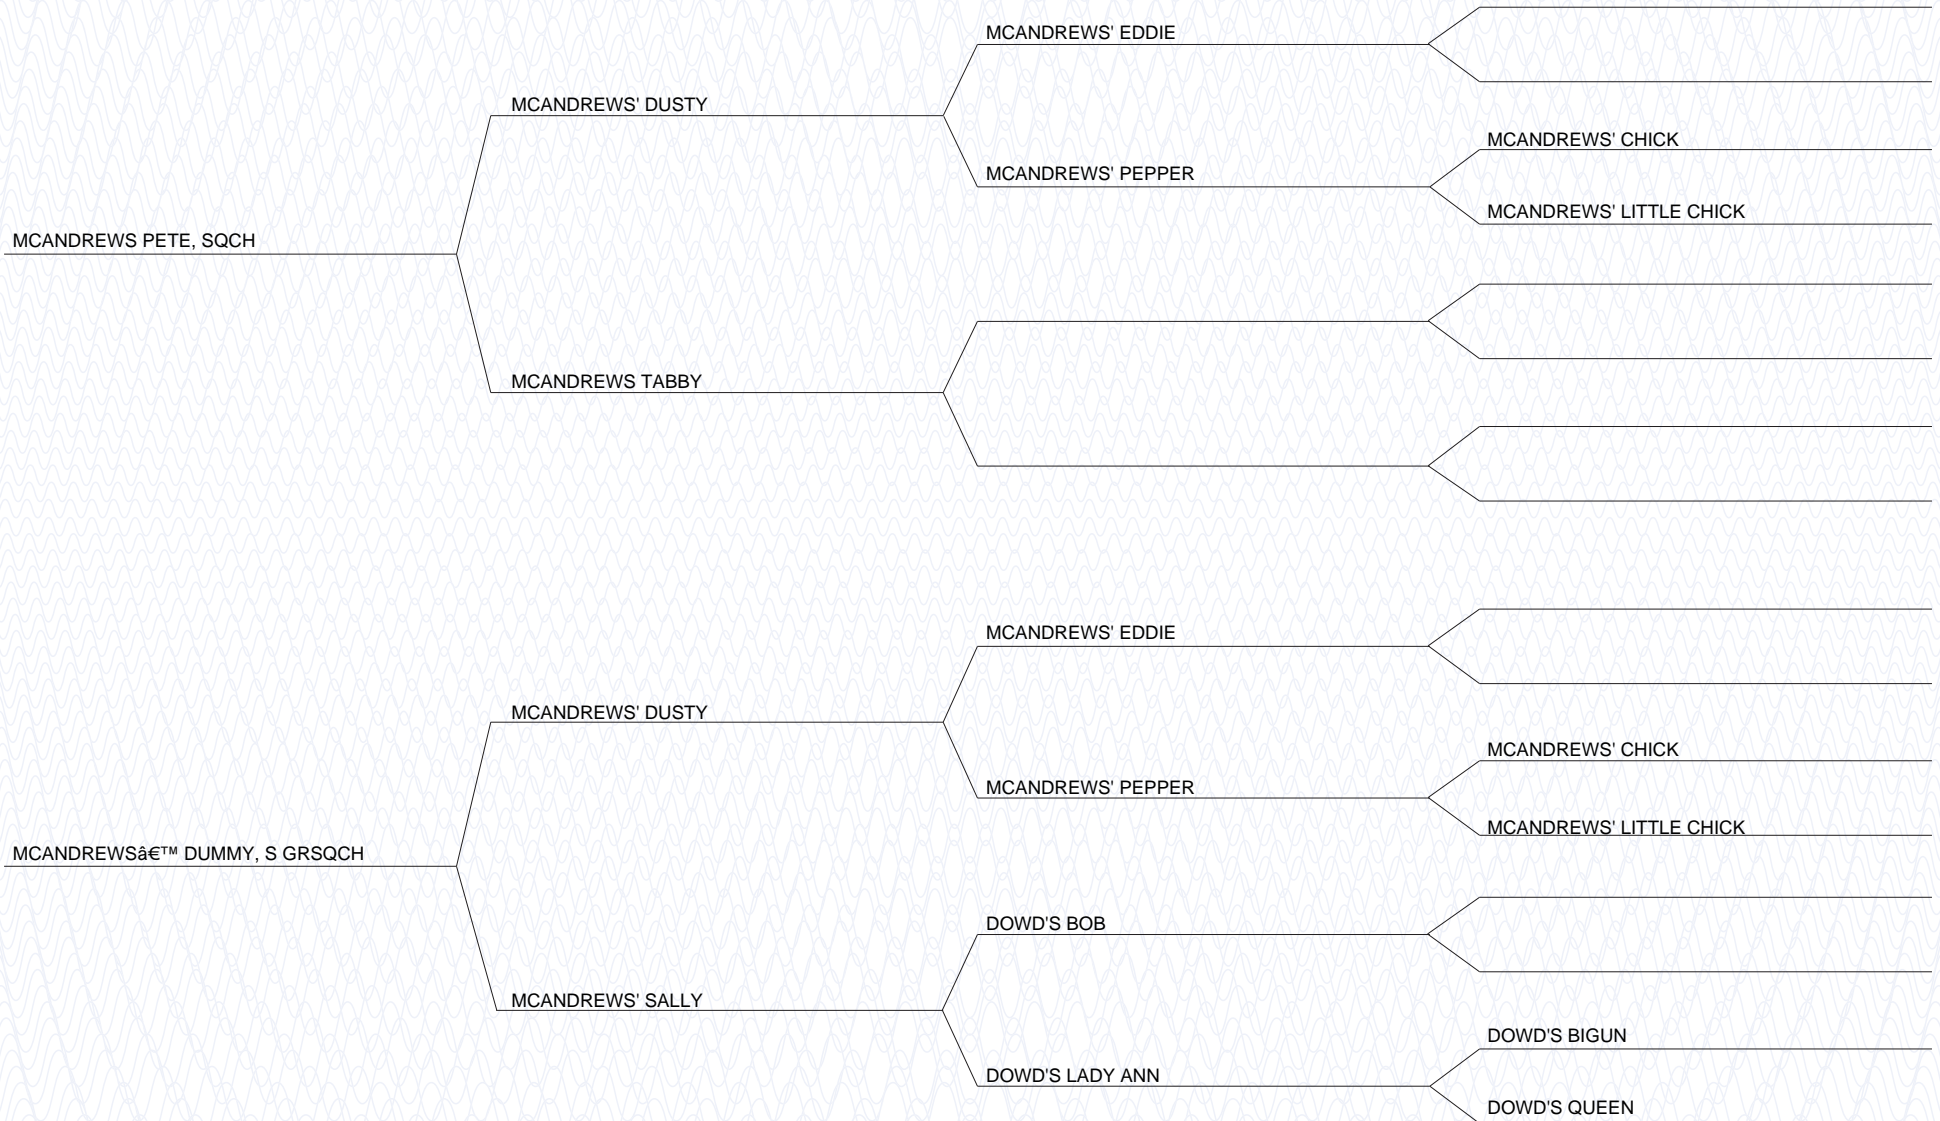 MCANDREWS' EDDIE
MCANDREWS' DUSTY
MCANDREWS' CHICK
MCANDREWS' PEPPER
MCANDREWS' LITTLE CHICK
MCANDREWS PETE, SQCH
MCANDREWS TABBY
MCANDREWS' EDDIE
MCANDREWS' DUSTY
MCANDREWS' CHICK
MCANDREWS' PEPPER
MCANDREWS' LITTLE CHICK
MCANDREWSâ€™ DUMMY, S GRSQCH
DOWD'S BOB
MCANDREWS' SALLY
DOWD'S BIGUN
DOWD'S LADY ANN
DOWD'S QUEEN